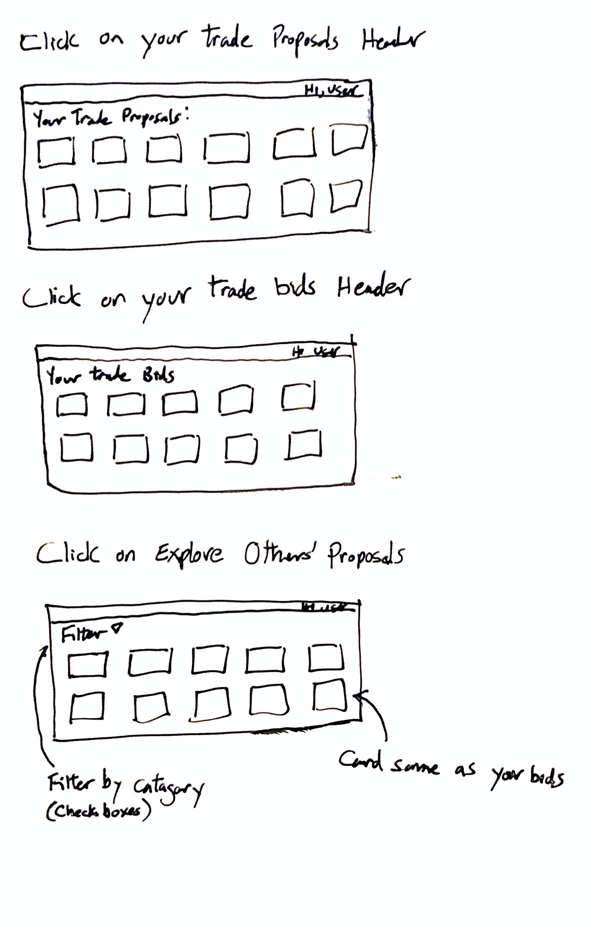 Click on your trade Proposals Header
Hi, user
Your Trade Proposals:
Click on your trade bids Header
Hi user
Your trade Bids
Click on Explore Others' Proposals
Hi user
Filter
Card same as your bids
Filter by Catagary
(Check boxes)